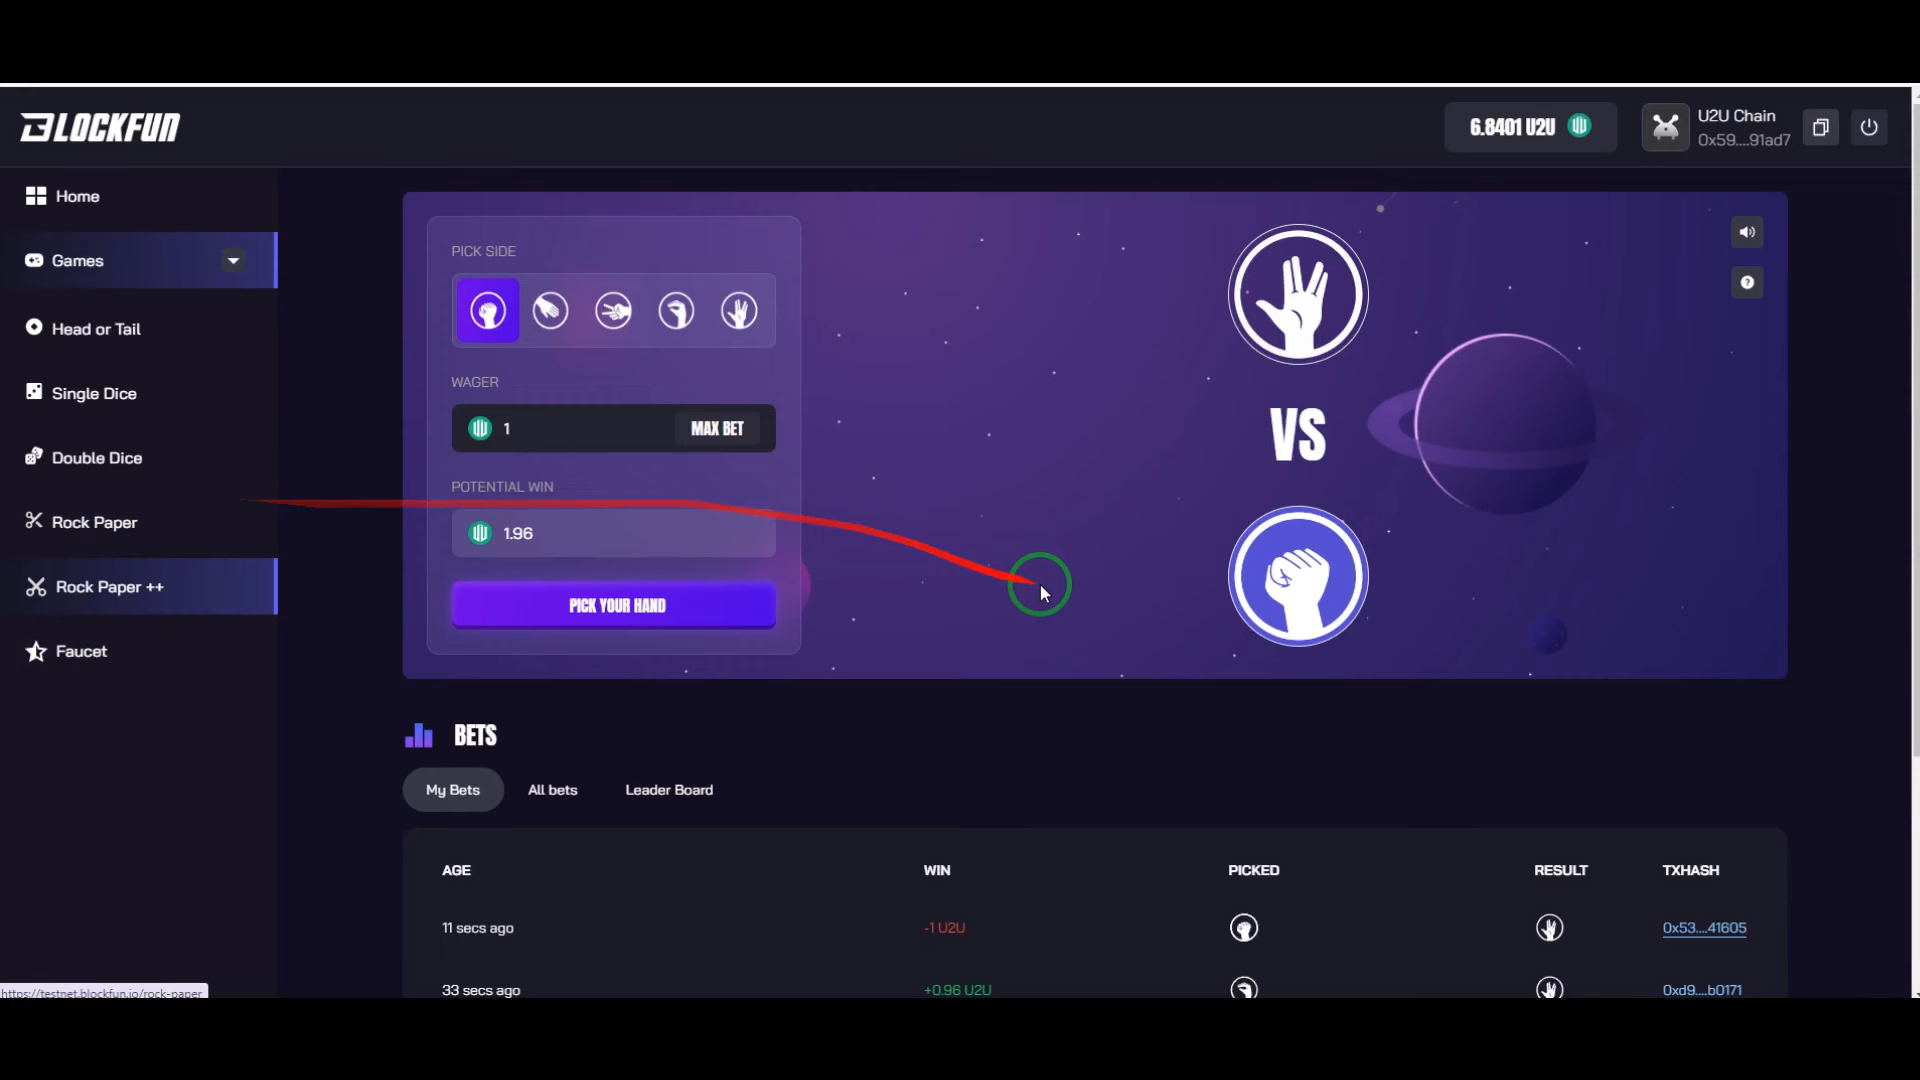 BLOCKFUN
6.8401 U2U
U2U Chain
0x59....91ad7
Home
Games
Head or Tail
Single Dice
Double Dice
Rock Paper
Rock Paper ++
Faucet
PICK SIDE
WAGER
1
MAX BET
POTENTIAL WIN
1.96
PICK YOUR HAND
VS
BETS
My Bets
All bets
Leader Board
AGE WIN PICKED RESULT TXHASH
11 secs ago -1 U2U 0x53....41605
33 secs ago +0.96 U2U 0xd9....b0171
https://testnet.blockfun.io/rock-paper